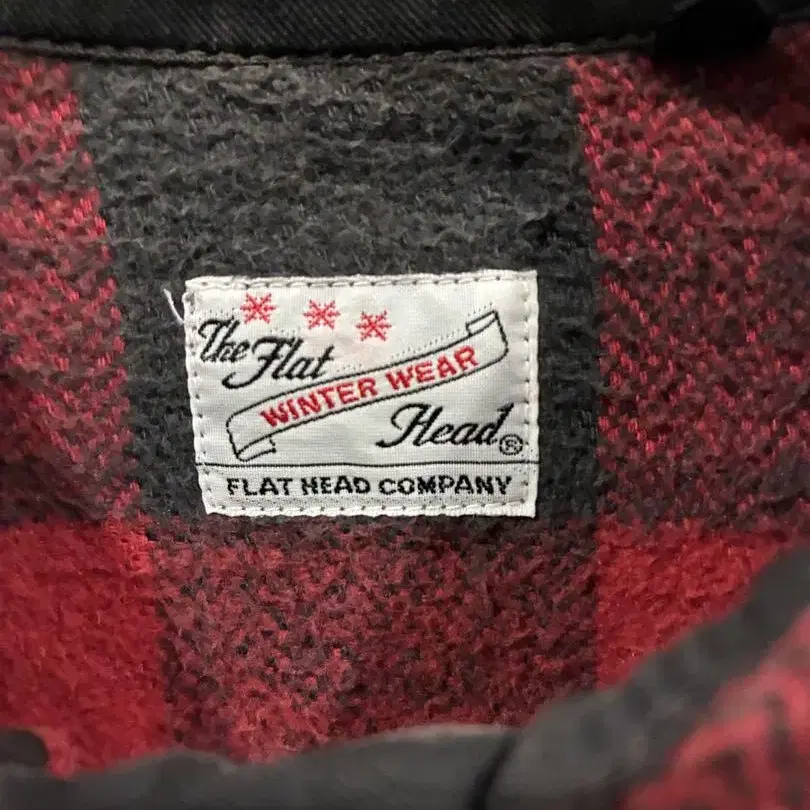 The Flat
WINTER WEAR
Head®
FLAT HEAD COMPANY